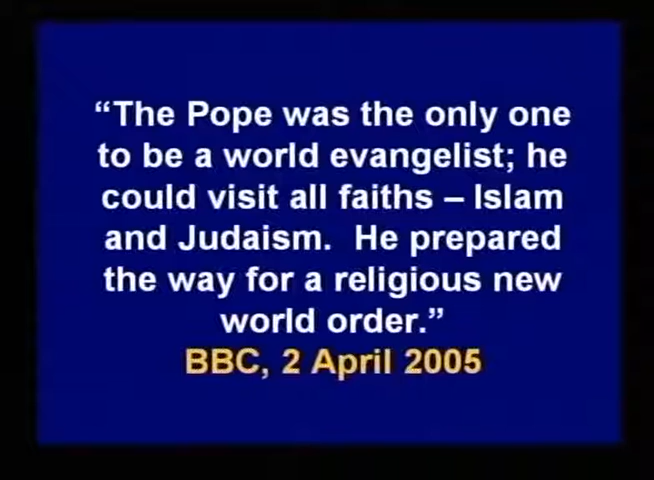 “The Pope was the only one
to be a world evangelist; he
could visit all faiths – Islam
and Judaism.  He prepared
the way for a religious new
world order.”
BBC, 2 April 2005